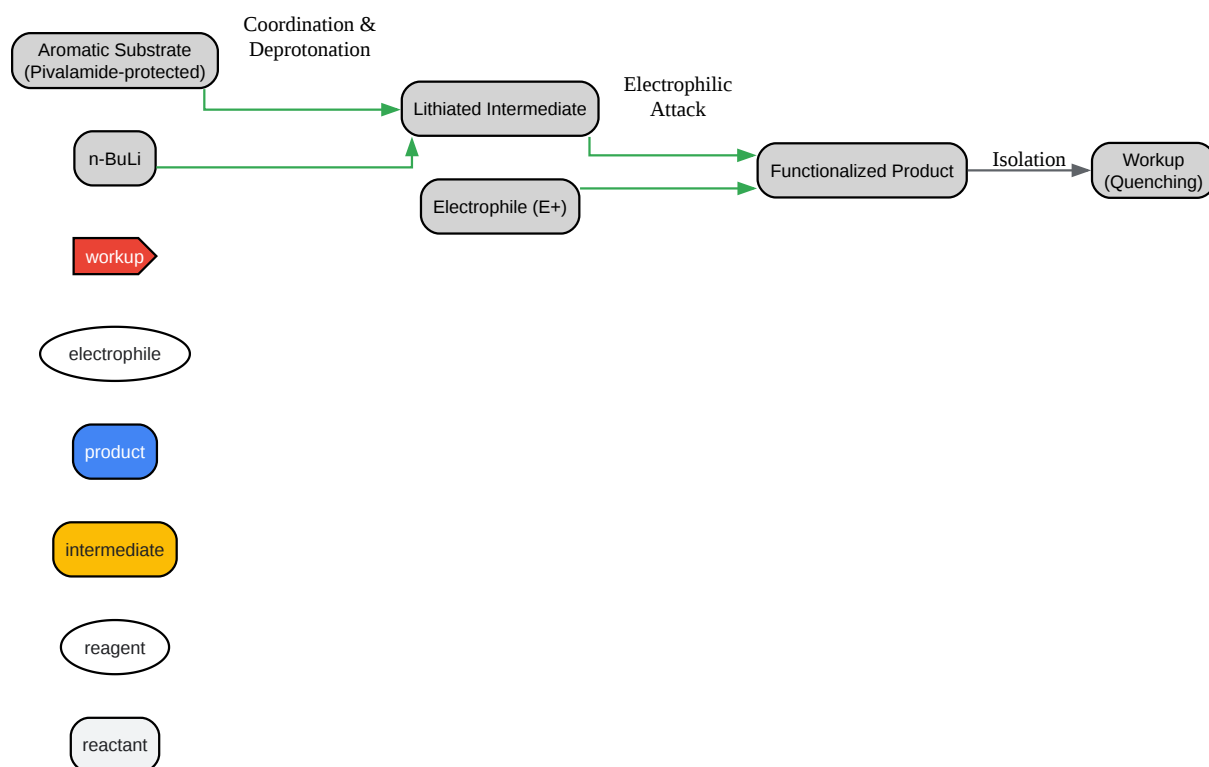 Coordination &
Deprotonation
Aromatic Substrate
(Pivalamide-protected)
Electrophilic
Attack
Lithiated Intermediate
n-BuLi
Isolation
Functionalized Product
Workup
(Quenching)
Electrophile (E+)
workup
electrophile
product
intermediate
reagent
reactant